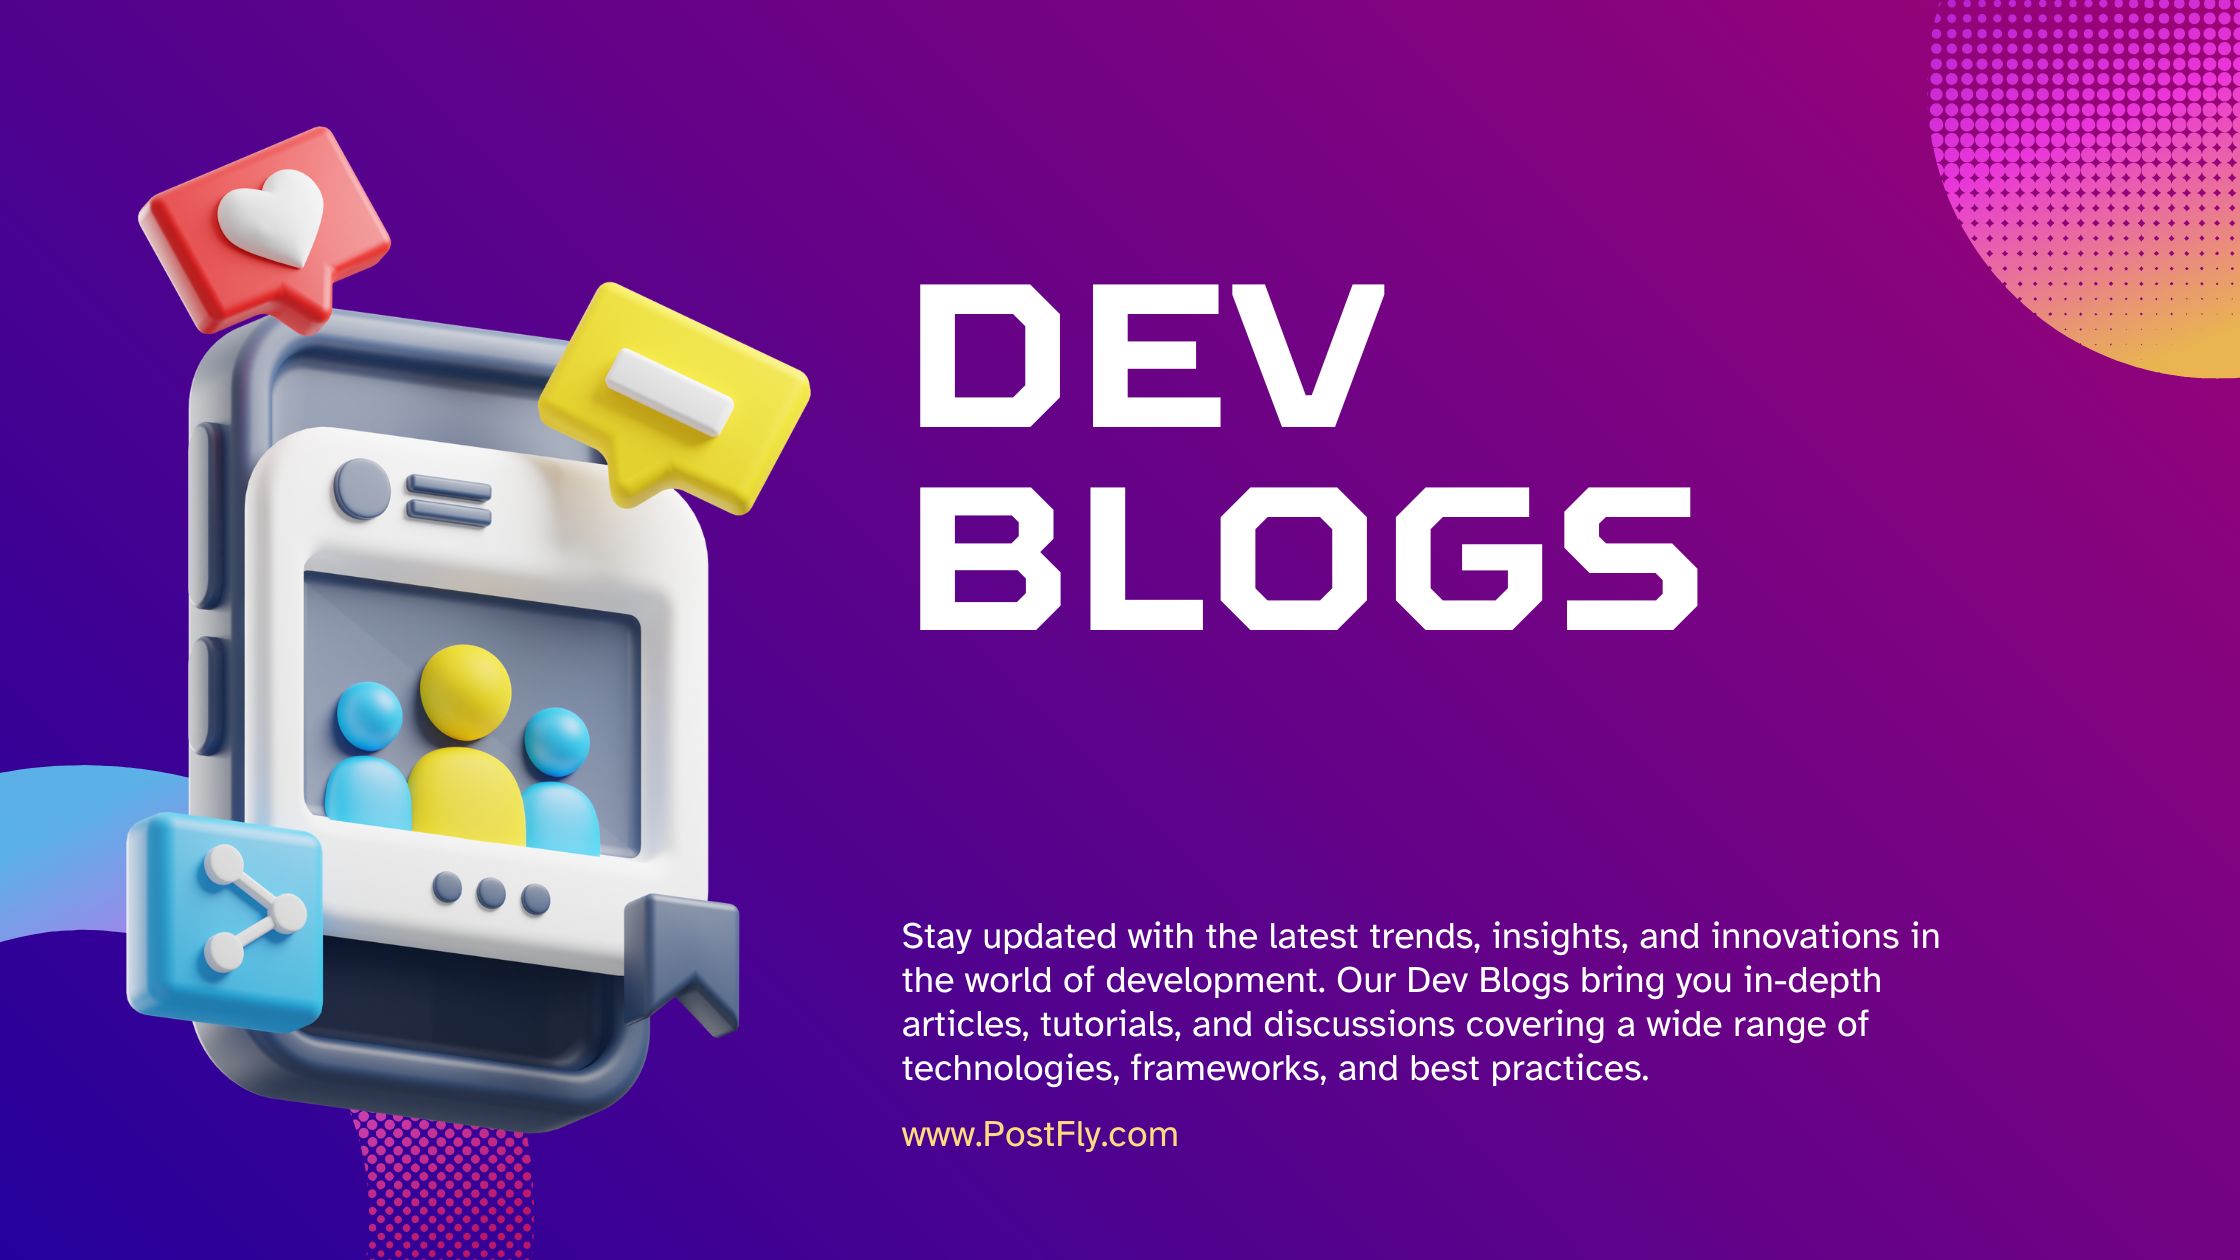 DEV
BLOGS
Stay updated with the latest trends, insights, and innovations in
the world of development. Our Dev Blogs bring you in-depth
articles, tutorials, and discussions covering a wide range of
technologies, frameworks, and best practices.
www.PostFly.com